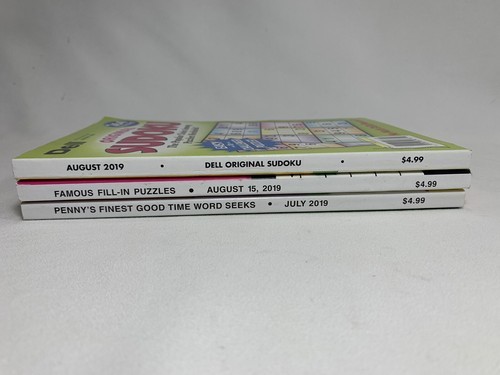 Dell
SUDOKU
AUGUST 2019 • DELL ORIGINAL SUDOKU • $4.99
FAMOUS FILL-IN PUZZLES • AUGUST 15, 2019 $4.99
PENNY'S FINEST GOOD TIME WORD SEEKS • JULY 2019 $4.99